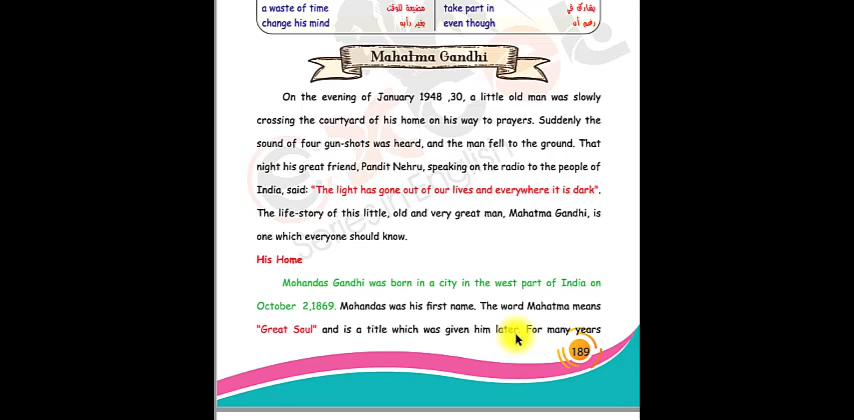 a waste of time مضيعة للوقت take part in يشارك في
change his mind يغير رأيه even though رغم أن
Mahatma Gandhi
On the evening of January 1948 ,30, a little old man was slowly
crossing the courtyard of his home on his way to prayers. Suddenly the
sound of four gun-shots was heard, and the man fell to the ground. That
night his great friend, Pandit Nehru, speaking on the radio to the people of
India, said: "The light has gone out of our lives and everywhere it is dark".
The life-story of this little, old and very great man, Mahatma Gandhi, is
one which everyone should know.
His Home
Mohandas Gandhi was born in a city in the west part of India on
October 2,1869. Mohandas was his first name. The word Mahatma means
"Great Soul" and is a title which was given him later. For many years
189